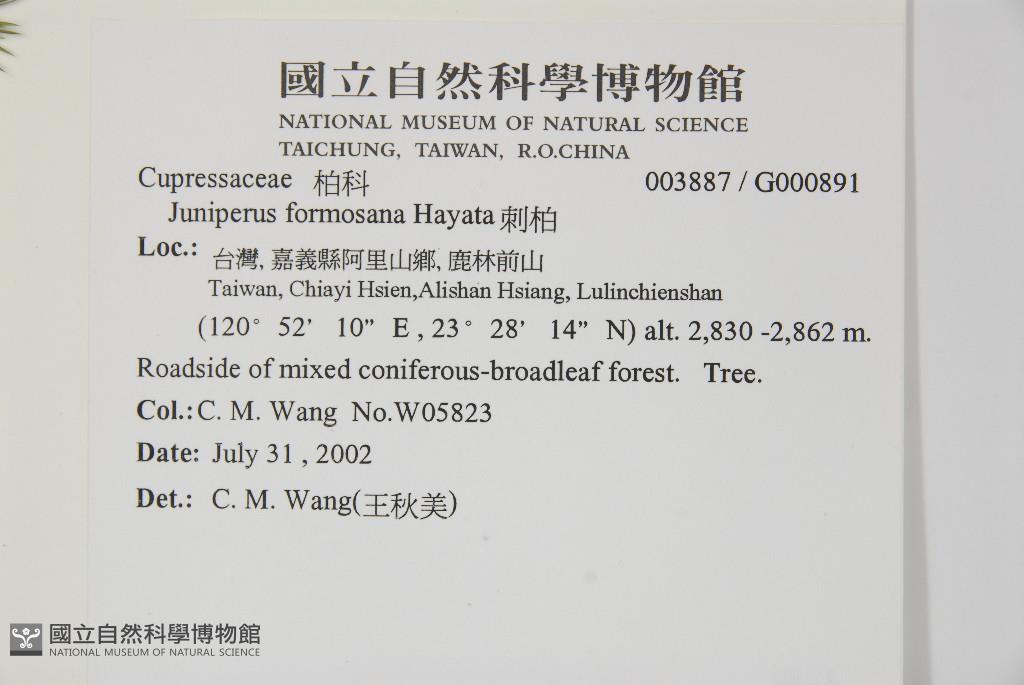 國立自然科學博物館
NATIONAL MUSEUM OF NATURAL SCIENCE
TAICHUNG, TAIWAN, R.O.CHINA
Cupressaceae 柏科 003887 / G000891
Juniperus formosana Hayata 刺柏
Loc.: 台灣, 嘉義縣阿里山鄉, 鹿林前山
Taiwan, Chiayi Hsien,Alishan Hsiang, Lulinchienshan
(120° 52’ 10” E , 23° 28’ 14” N) alt. 2,830 -2,862 m.
Roadside of mixed coniferous-broadleaf forest. Tree.
Col.: C. M. Wang No.W05823
Date: July 31 , 2002
Det.: C. M. Wang(王秋美)
國立自然科學博物館
NATIONAL MUSEUM OF NATURAL SCIENCE